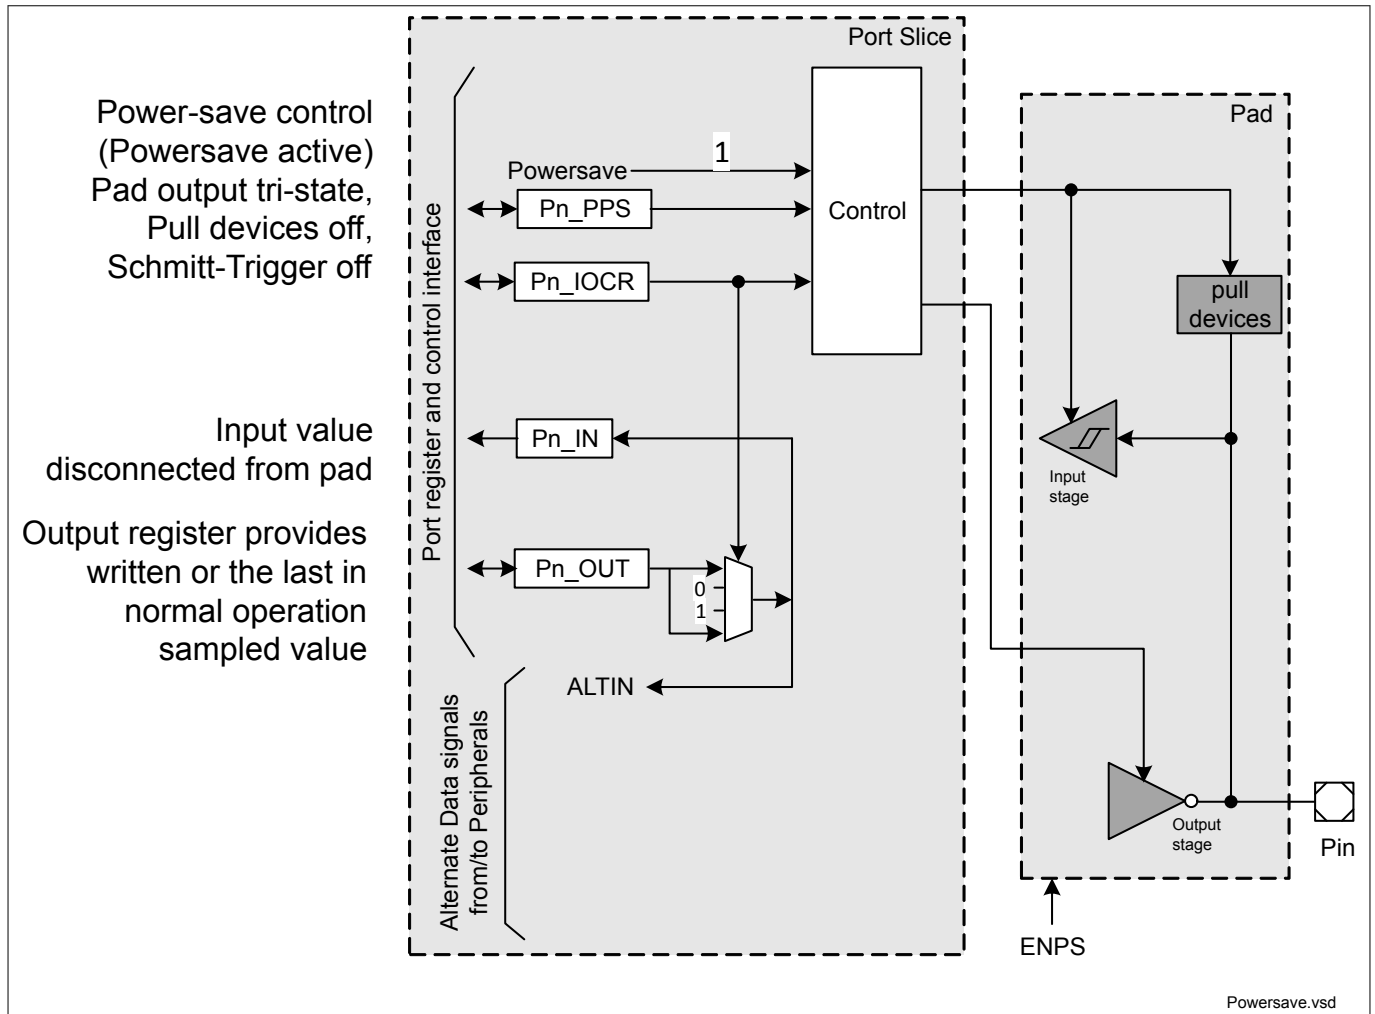 Port Slice
Power-save control
(Powersave active)
Pad output tri-state,
Pull devices off,
Schmitt-Trigger off
Input value
disconnected from pad
Output register provides
written or the last in
normal operation
sampled value
Port register and control interface
Powersave
1
Pn_PPS
Pn_IOCR
Control
Pn_IN
Pn_OUT
0
1
Alternate Data signals
from/to Peripherals
ALTIN
Pad
pull
devices
Input
stage
Output
stage
Pin
ENPS
Powersave.vsd